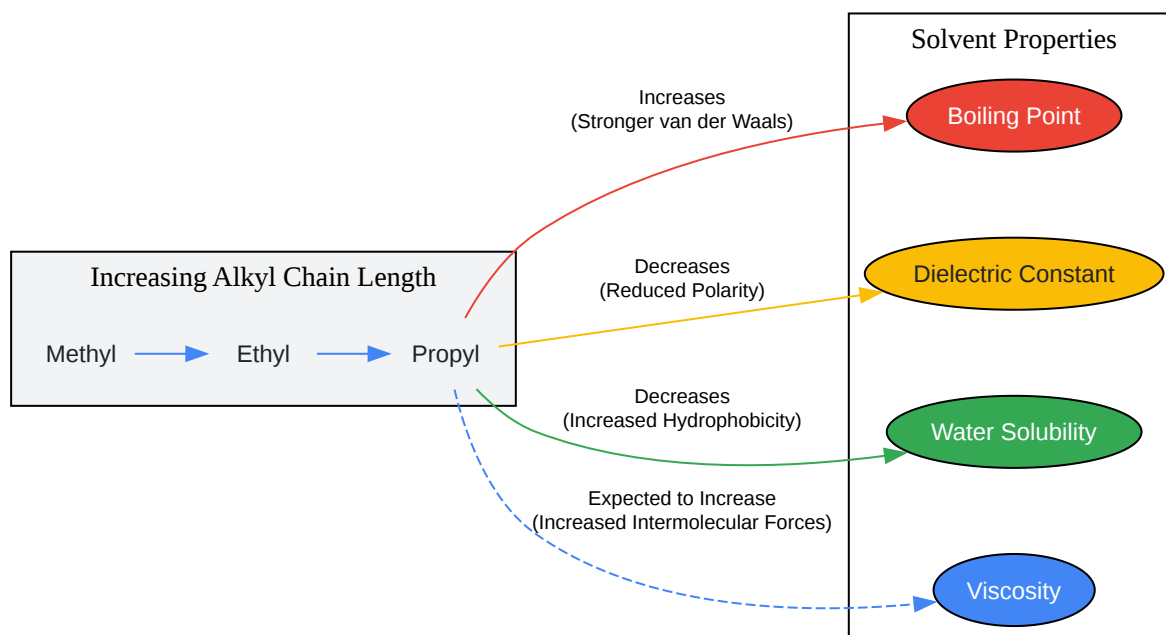 Solvent Properties
Increases
(Stronger van der Waals)
Boiling Point
Increasing Alkyl Chain Length
Methyl
Ethyl
Propyl
Decreases
(Reduced Polarity)
Dielectric Constant
Decreases
(Increased Hydrophobicity)
Water Solubility
Expected to Increase
(Increased Intermolecular Forces)
Viscosity